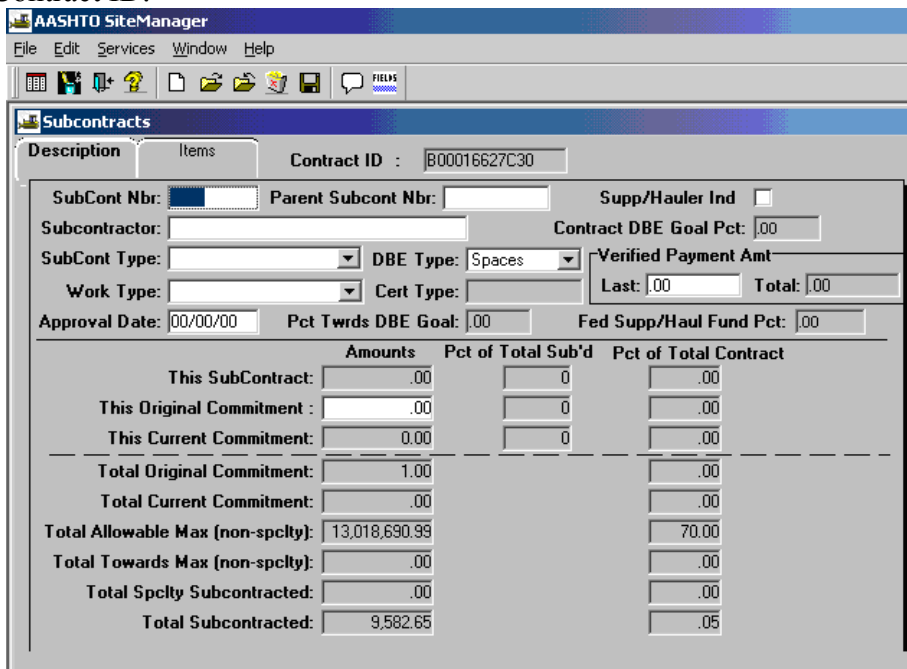 AASHTO SiteManager
File Edit Services Window Help
FIELDS
Subcontracts
Description Items Contract ID : B00016627C30
SubCont Nbr: Parent Subcont Nbr: Supp/Hauler Ind
Subcontractor: Contract DBE Goal Pct: .00
SubCont Type: DBE Type: Spaces Verified Payment Amt
Work Type: Cert Type: Last: .00 Total: .00
Approval Date: 00/00/00 Pct Twrds DBE Goal: .00 Fed Supp/Haul Fund Pct: .00
Amounts Pct of Total Sub'd Pct of Total Contract
This SubContract: .00 0 .00
This Original Commitment : .00 0 .00
This Current Commitment: 0.00 0 .00
Total Original Commitment: 1.00 .00
Total Current Commitment: .00 .00
Total Allowable Max (non-spclty): 13,018,690.99 70.00
Total Towards Max (non-spclty): .00 .00
Total Spclty Subcontracted: .00 .00
Total Subcontracted: 9,582.65 .05